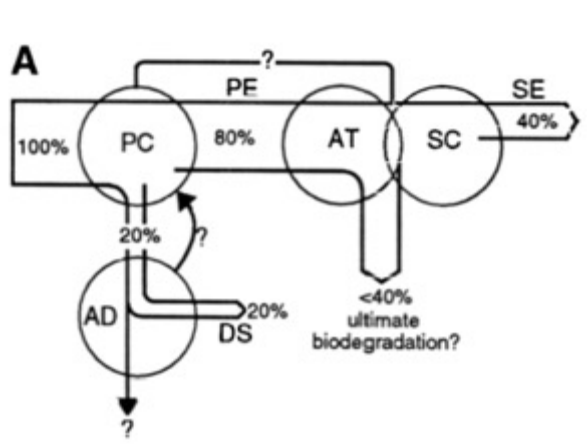 A
?
PE
SE
100%
PC
80%
AT
SC
40%
20%
?
AD
20%
DS
<40%
ultimate
biodegradation?
?